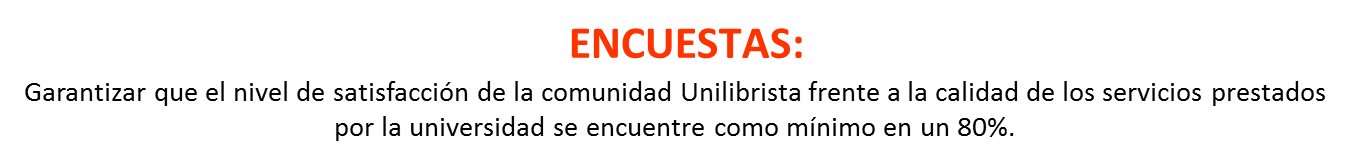 ENCUESTAS:
Garantizar que el nivel de satisfacción de la comunidad Unilibrista frente a la calidad de los servicios prestados
por la universidad se encuentre como mínimo en un 80%.